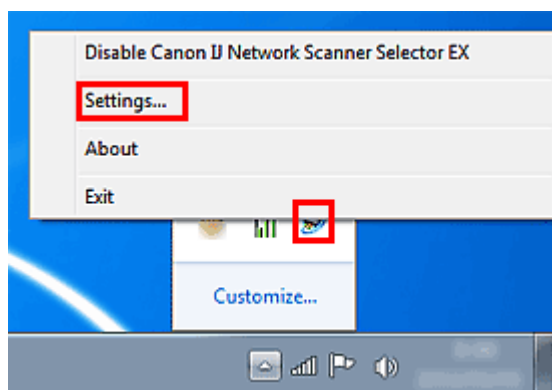 Disable Canon IJ Network Scanner Selector EX
Settings...
About
Exit
Customize...